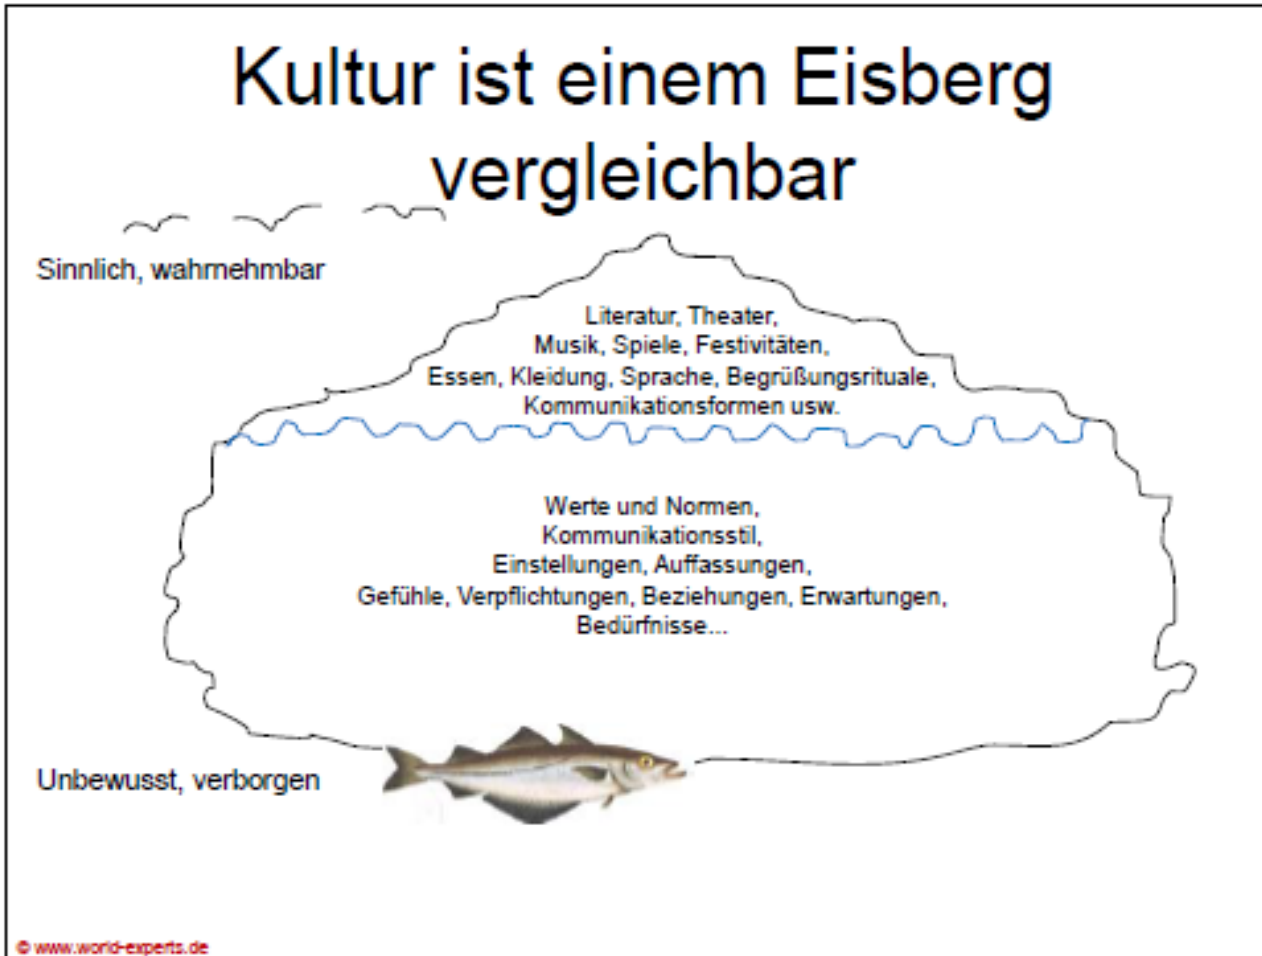 Kultur ist einem Eisberg
vergleichbar
Sinnlich, wahrnehmbar
Literatur, Theater,
Musik, Spiele, Festivitäten,
Essen, Kleidung, Sprache, Begrüßungsrituale,
Kommunikationsformen usw.
Werte und Normen,
Kommunikationsstil,
Einstellungen, Auffassungen,
Gefühle, Verpflichtungen, Beziehungen, Erwartungen,
Bedürfnisse...
Unbewusst, verborgen
© www.world-experts.de